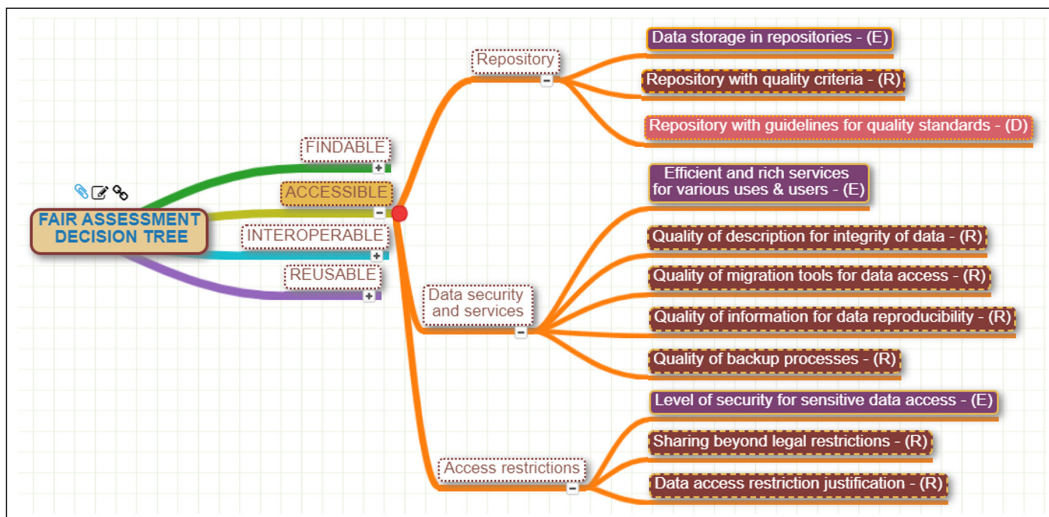 FAIR ASSESSMENT
DECISION TREE
FINDABLE
ACCESSIBLE
INTEROPERABLE
REUSABLE
Repository
Data storage in repositories - (E)
Repository with quality criteria - (R)
Repository with guidelines for quality standards - (D)
Data security
and services
Efficient and rich services
for various uses & users - (E)
Quality of description for integrity of data - (R)
Quality of migration tools for data access - (R)
Quality of information for data reproducibility - (R)
Quality of backup processes - (R)
Access restrictions
Level of security for sensitive data access - (E)
Sharing beyond legal restrictions - (R)
Data access restriction justification - (R)